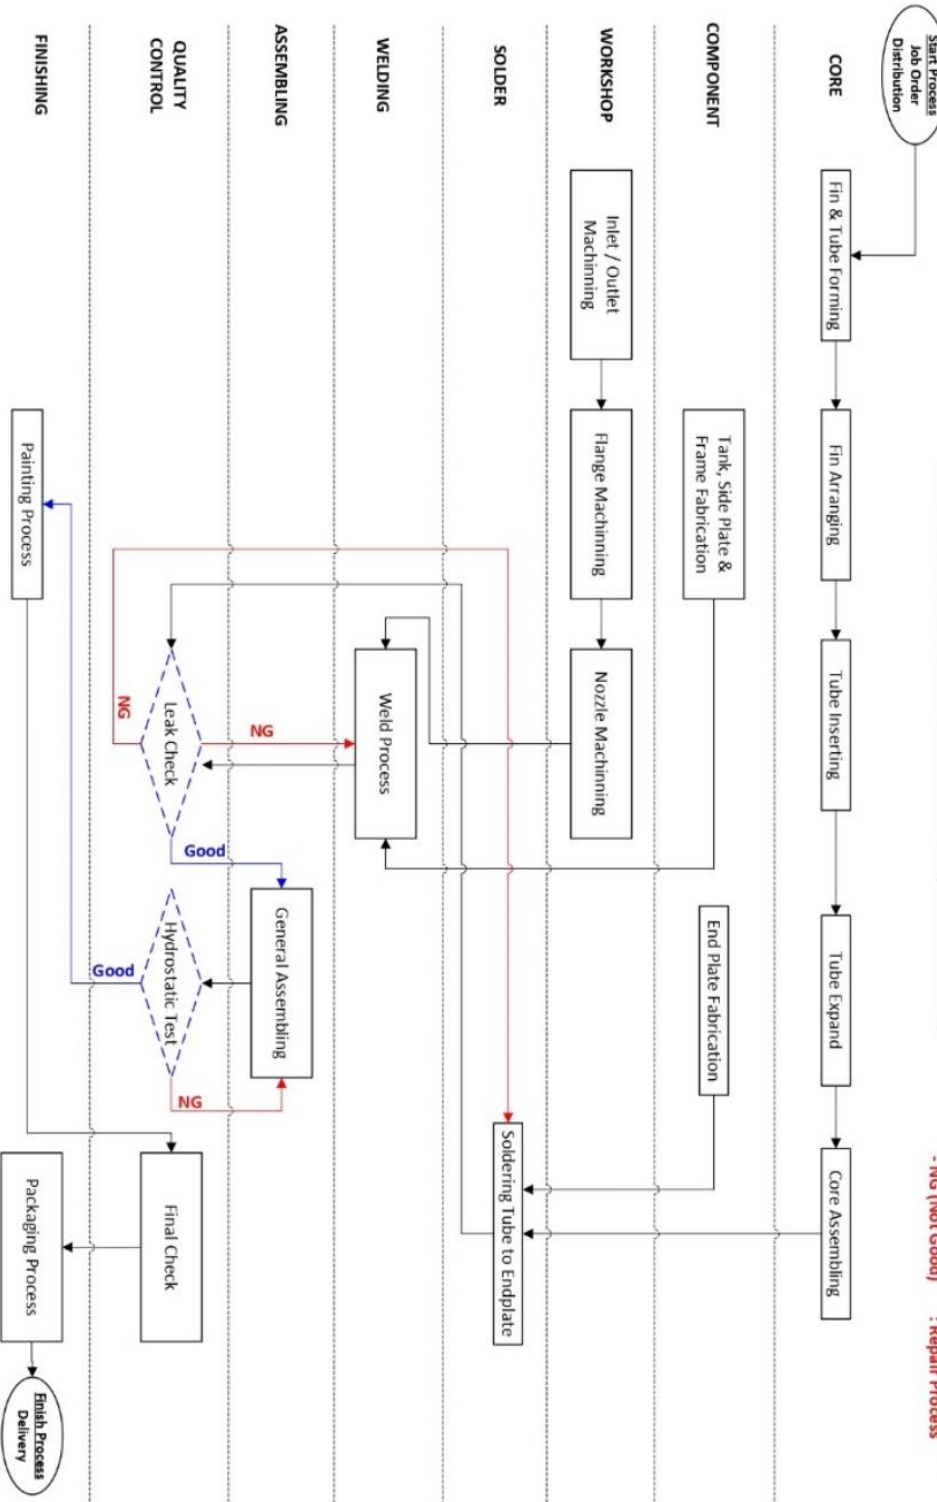 - NG (Not Good) : Repair Process
Start Process
Job Order
Distribution
CORE
Fin & Tube Forming
Fin Arranging
Tube Inserting
Tube Expand
Core Assembling
COMPONENT
Tank, Side Plate &
Frame Fabrication
End Plate Fabrication
WORKSHOP
Inlet / Outlet
Machinning
Flange Machinning
Nozzle Machinning
SOLDER
Soldering Tube to Endplate
WELDING
Weld Process
ASSEMBLING
NG
General Assembling
QUALITY
CONTROL
Leak Check
Good
NG
Hydrostatic Test
Good
NG
Final Check
FINISHING
Painting Process
Packaging Process
Finish Process
Delivery